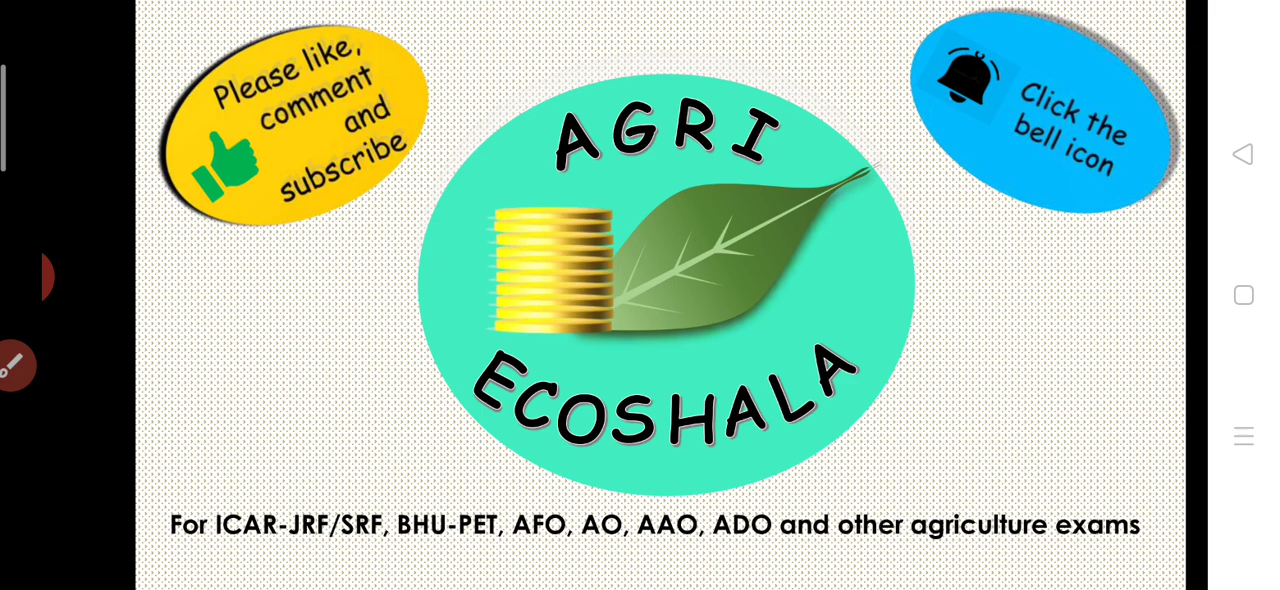 Please like,
comment
and
subscribe
Click the
bell icon
AGRI
ECOSHALA
For ICAR-JRF/SRF, BHU-PET, AFO, AO, AAO, ADO and other agriculture exams